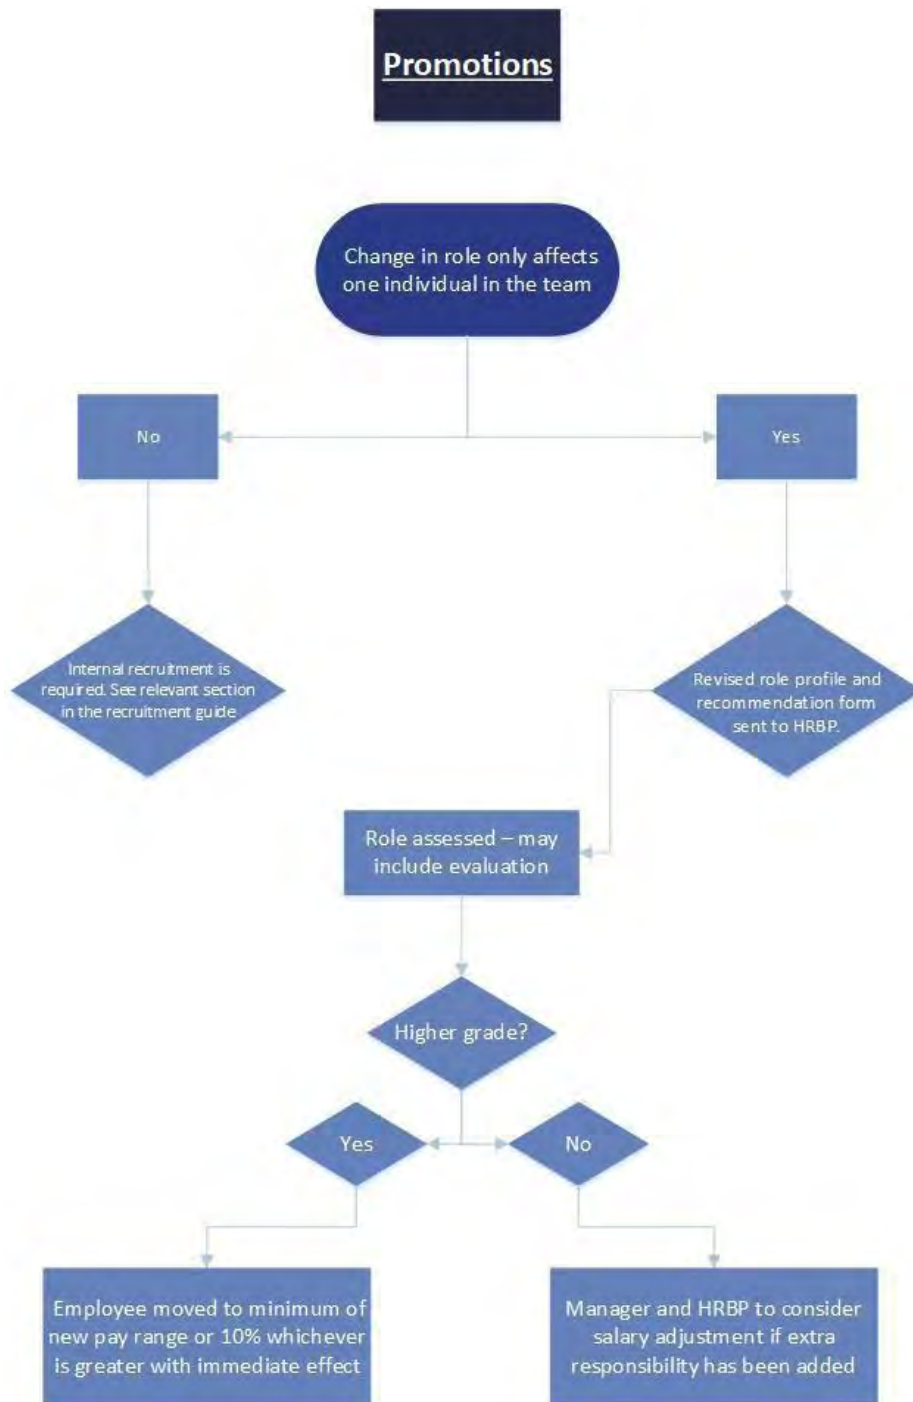 Promotions
Change in role only affects
one individual in the team
No
Yes
Internal recruitment is
required. See relevant section
in the recruitment guide
Revised role profile and
recommendation form
sent to HRBP.
Role assessed – may
include evaluation
Higher grade?
Yes
No
Employee moved to minimum of
new pay range or 10% whichever
is greater with immediate effect
Manager and HRBP to consider
salary adjustment if extra
responsibility has been added